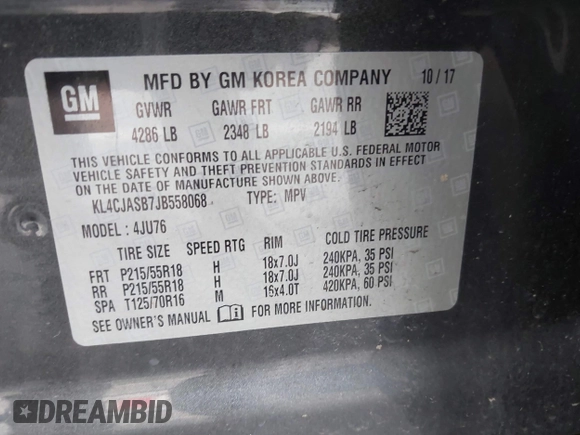 GM
MFD BY GM KOREA COMPANY 10/17
GVWR GAWR FRT GAWR RR
4286 LB 2348 LB 2194 LB
THIS VEHICLE CONFORMS TO ALL APPLICABLE U.S. FEDERAL MOTOR
VEHICLE SAFETY AND THEFT PREVENTION STANDARDS IN EFFECT ON
THE DATE OF MANUFACTURE SHOWN ABOVE.
KL4CJASB7JB558068 TYPE: MPV
MODEL: 4JU76
TIRE SIZE SPEED RTG RIM COLD TIRE PRESSURE
FRT P215/55R18 H 18x7.0J 240KPA, 35 PSI
RR P215/55R18 H 18x7.0J 240KPA, 35 PSI
SPA T125/70R16 M 16x4.0T 420KPA, 60 PSI
SEE OWNER'S MANUAL FOR MORE INFORMATION.
DREAMBID